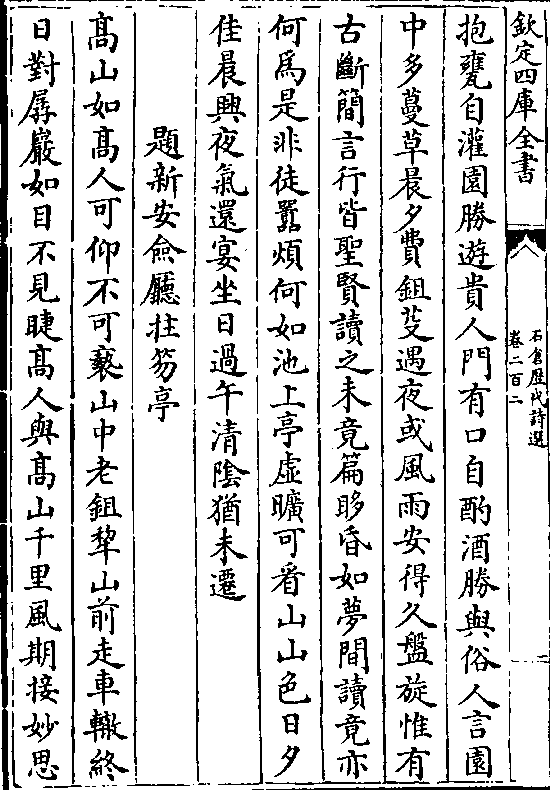 欽定四庫全書
石倉歴代詩選
卷二百二
抱甕自灌園勝遊貴人門有口自酌酒勝與俗人言園
中多蔓草晨夕費鉏芟遇夜或風雨安得久盤旋惟有
古斷簡言行皆聖賢讀之未竟篇眵昏如夢間讀竟亦
何爲是非徒囂煩何如池上亭虛曠可看山山色日夕
佳晨興夜氣還宴坐日過午清陰猶未遷
題新安僉廳拄笏亭
髙山如髙人可仰不可褻山中老鉏犂山前走車轍終
日對孱巖如目不見睫髙人與髙山千里風期接妙思